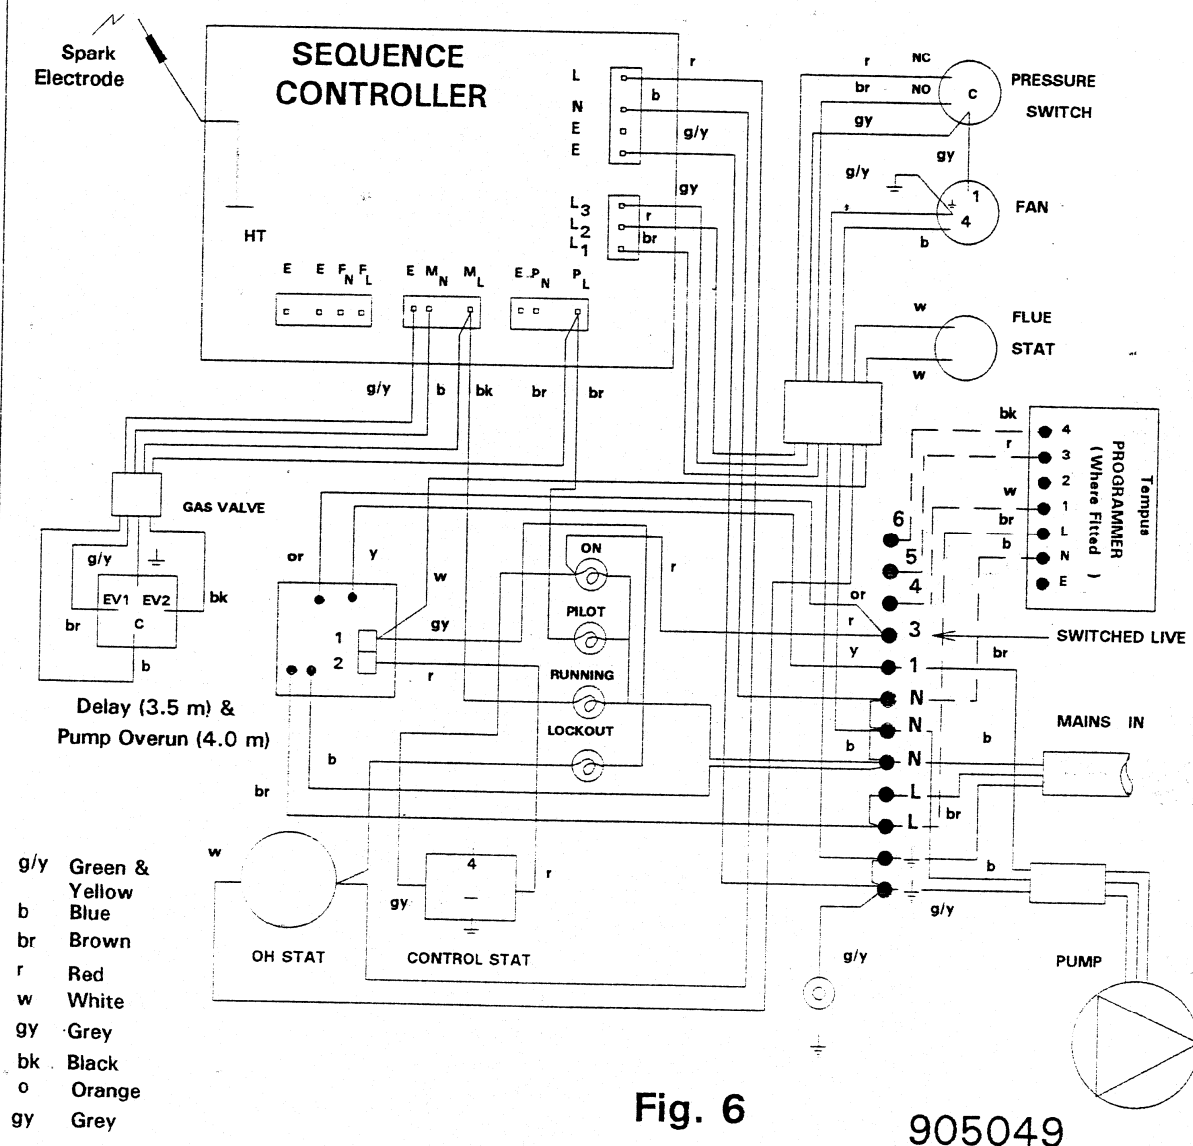 Spark
Electrode
SEQUENCE
CONTROLLER
HT
L
N
E
E
L3
L2
L1
r
b
g/y
gy
r
br
E E FN FL
E MN ML
E PN PL
g/y b bk br br
r NC
br NO
gy
C
PRESSURE
SWITCH
gy
g/y
1
4
FAN
b
w
FLUE
STAT
w
bk
r
w
br
b
4
3
2
1
L
N
E
Tempus
PROGRAMMER
(Where Fitted )
GAS VALVE
g/y
EV1 EV2
C
br
bk
b
Delay (3.5 m) &
Pump Overun (4.0 m)
or
y
w
1
2
gy
r
ON
PILOT
RUNNING
LOCKOUT
r
b
br
6
5
4
3
1
N
N
N
L
L
or
r
y
b
SWITCHED LIVE
br
MAINS IN
b
br
b
g/y
g/y
PUMP
w
OH STAT
4
gy
r
CONTROL STAT
g/y Green &
Yellow
b Blue
br Brown
r Red
w White
gy Grey
bk Black
o Orange
gy Grey
Fig. 6
905049